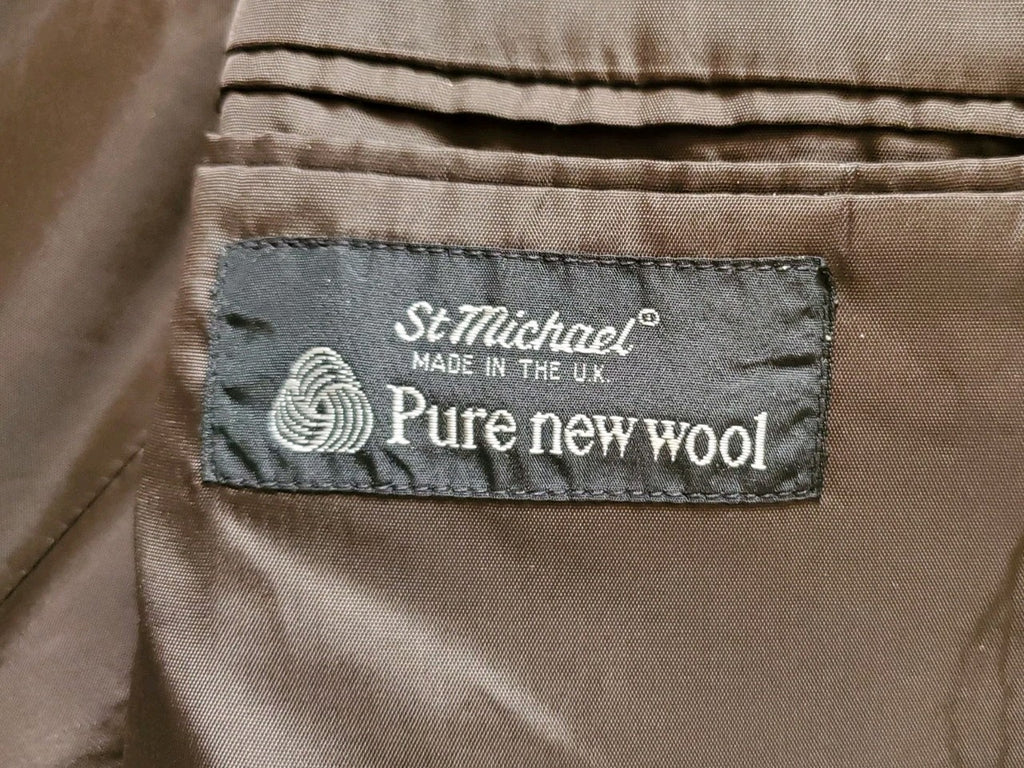 St Michael®
MADE IN THE U.K.
Pure new wool